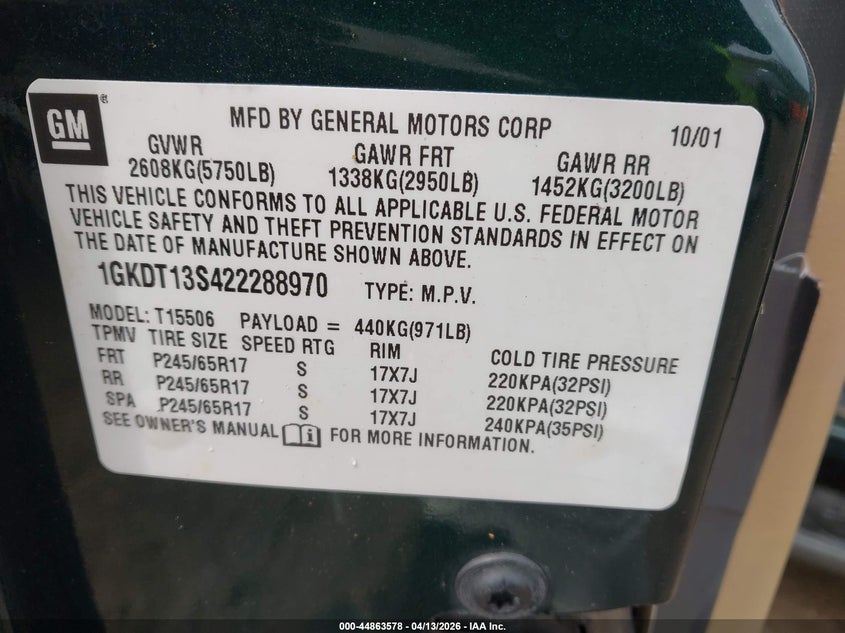 GM
MFD BY GENERAL MOTORS CORP 10/01
GVWR GAWR FRT GAWR RR
2608KG(5750LB) 1338KG(2950LB) 1452KG(3200LB)
THIS VEHICLE CONFORMS TO ALL APPLICABLE U.S. FEDERAL MOTOR
VEHICLE SAFETY AND THEFT PREVENTION STANDARDS IN EFFECT ON
THE DATE OF MANUFACTURE SHOWN ABOVE.
1GKDT13S422288970 TYPE: M.P.V.
MODEL: T15506 PAYLOAD = 440KG(971LB)
TPMV TIRE SIZE SPEED RTG RIM COLD TIRE PRESSURE
FRT P245/65R17 S 17X7J 220KPA(32PSI)
RR P245/65R17 S 17X7J 220KPA(32PSI)
SPA P245/65R17 S 17X7J 240KPA(35PSI)
SEE OWNER'S MANUAL FOR MORE INFORMATION.
000-44863578 - 04/13/2026 - IAA Inc.